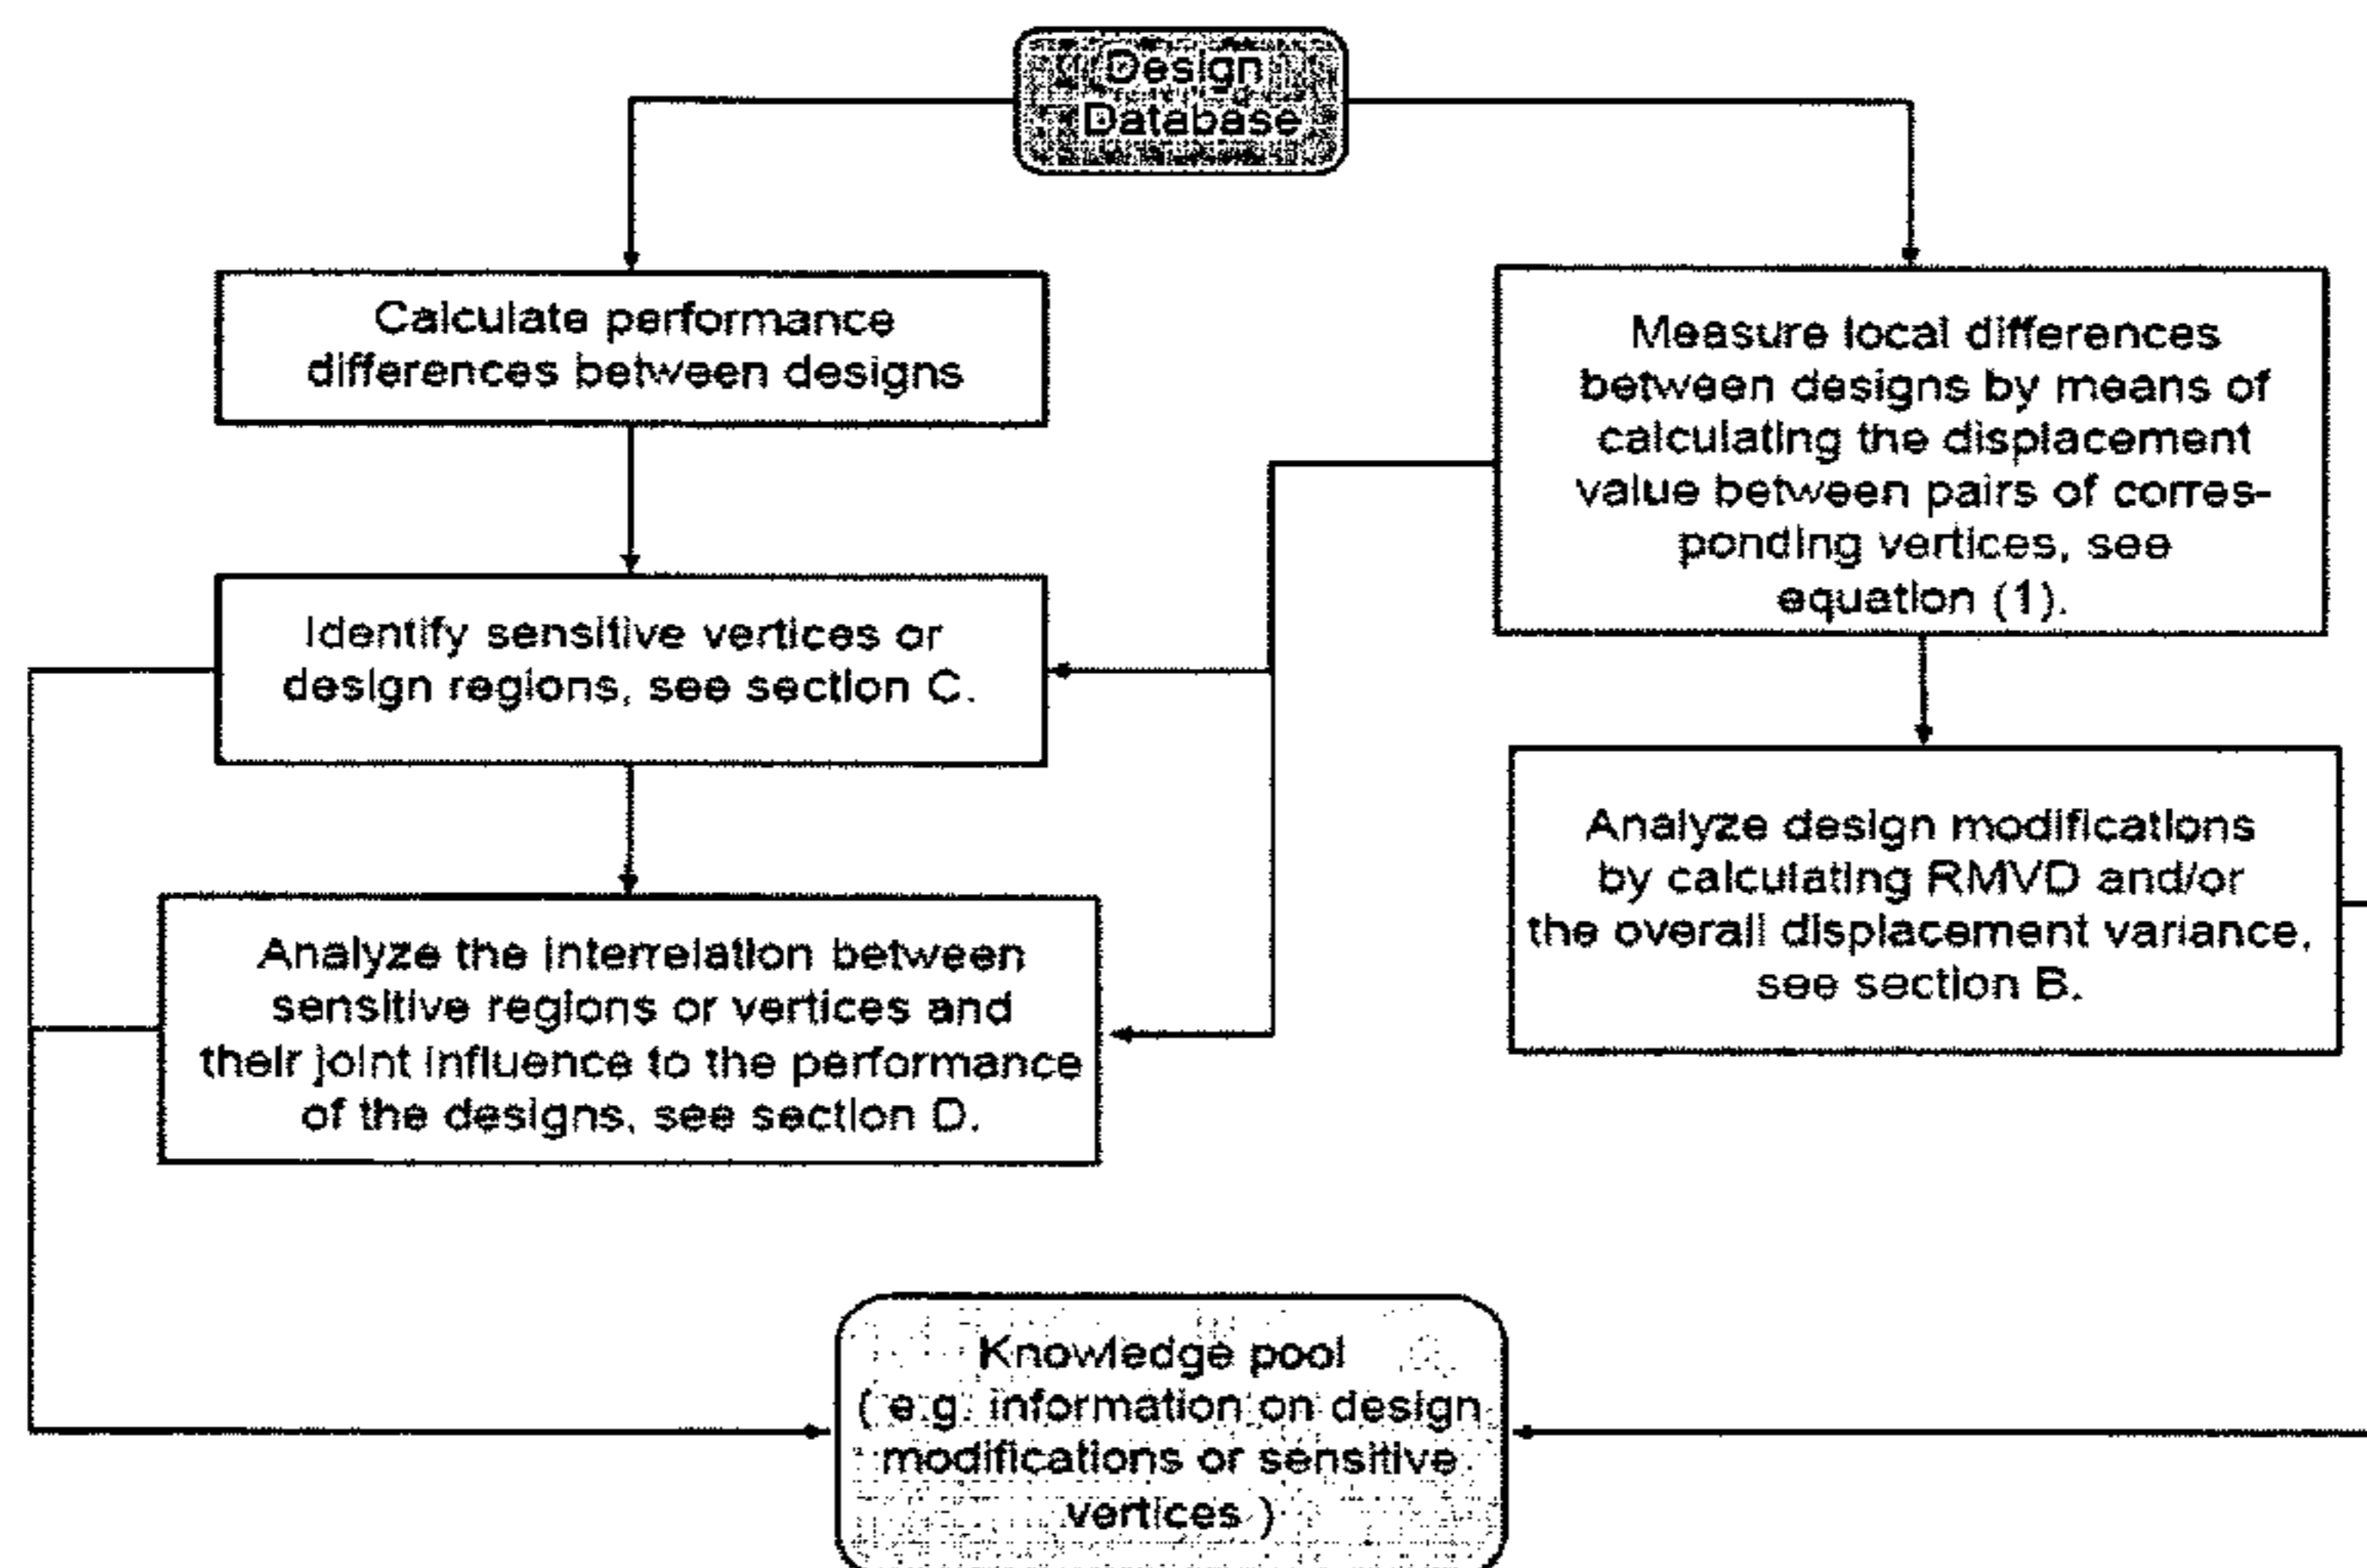 Design
Database
Calculate performance
differences between designs
Measure local differences
between designs by means of
calculating the displacement
value between pairs of corres-
ponding vertices, see
equation (1).
Identify sensitive vertices or
design regions, see section C.
Analyze design modifications
by calculating RMVD and/or
the overall displacement variance,
see section B.
Analyze the interrelation between
sensitive regions or vertices and
their joint influence to the performance
of the designs, see section D.
Knowledge pool
( e.g. information on design
modifications or sensitive
vertices )